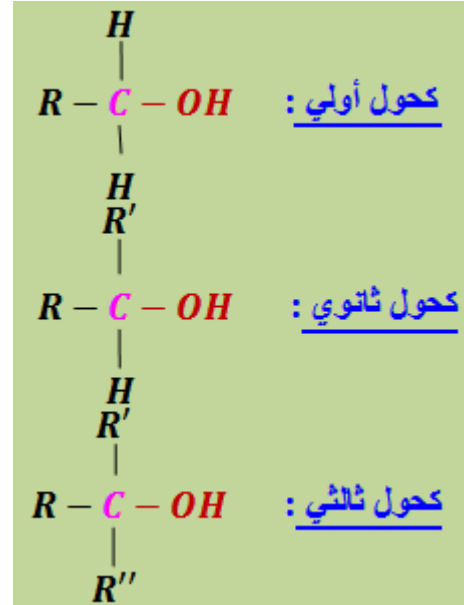 H
كحول أولي : R − C − OH
H
R′
كحول ثانوي : R − C − OH
H
R′
كحول ثالثي : R − C − OH
R′′